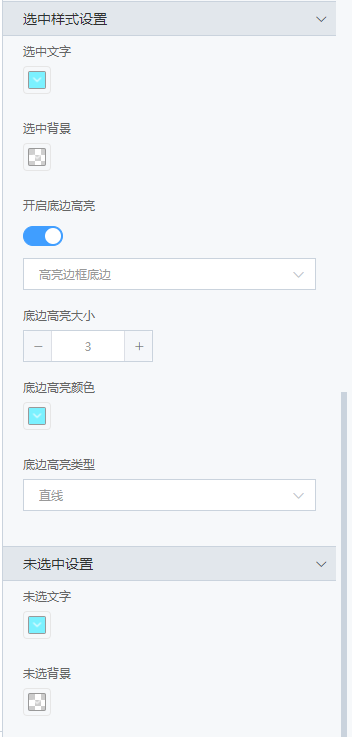 选中样式设置
选中文字
选中背景
开启底边高亮
高亮边框底边
底边高亮大小
− 3 +
底边高亮颜色
底边高亮类型
直线
未选中设置
未选文字
未选背景